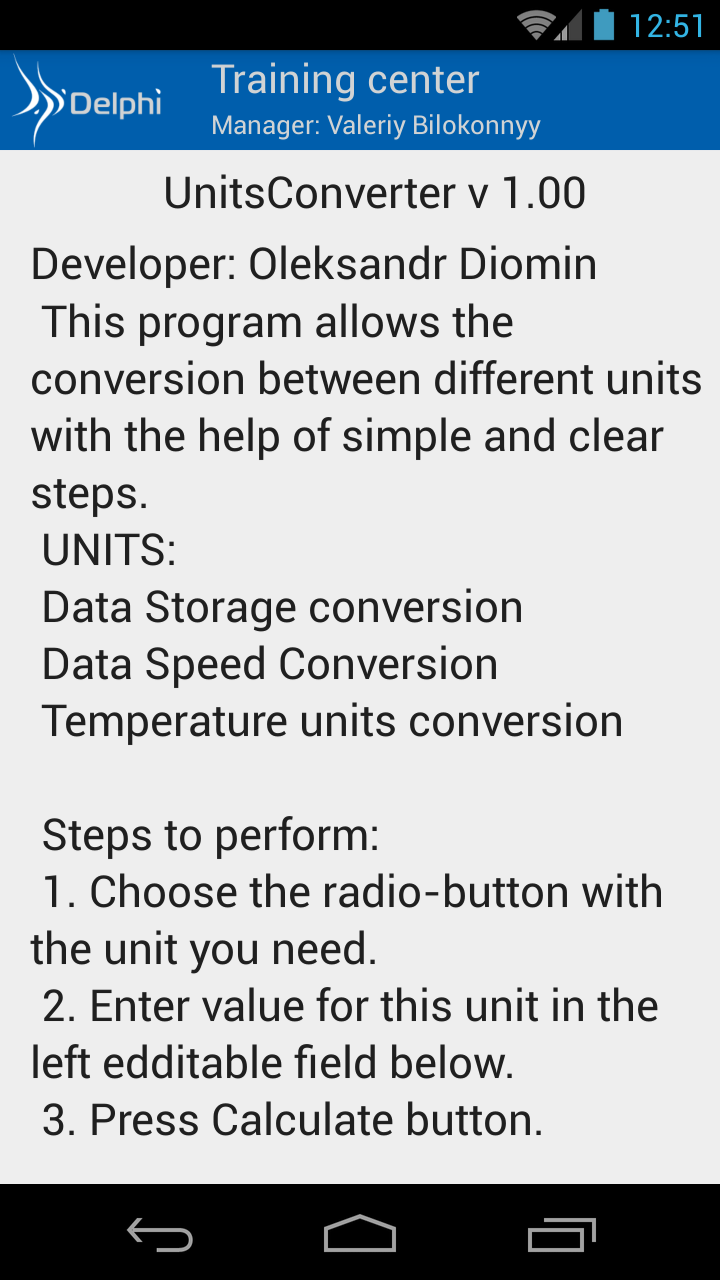 12:51
Delphi
Training center
Manager: Valeriy Bilokonnyy
UnitsConverter v 1.00
Developer: Oleksandr Diomin
This program allows the
conversion between different units
with the help of simple and clear
steps.
UNITS:
Data Storage conversion
Data Speed Conversion
Temperature units conversion
Steps to perform:
1. Choose the radio-button with
the unit you need.
2. Enter value for this unit in the
left edditable field below.
3. Press Calculate button.